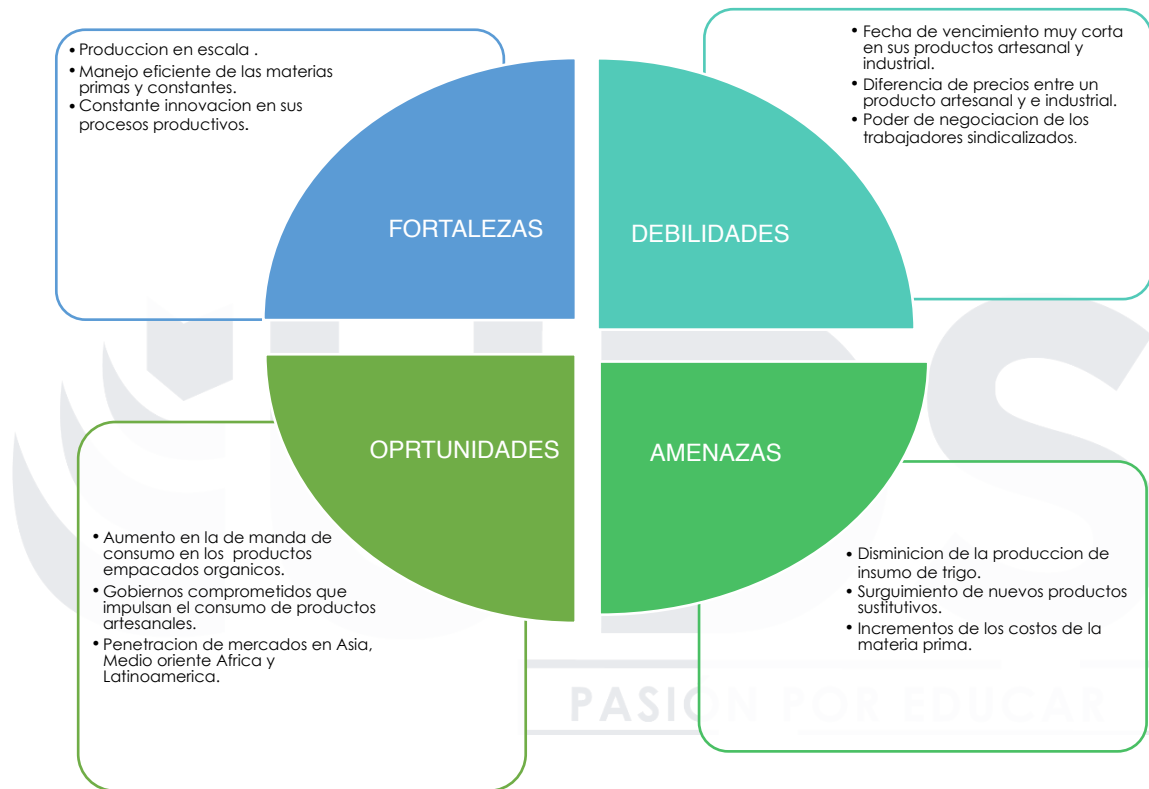 • Produccion en escala .
• Manejo eficiente de las materias
primas y constantes.
• Constante innovacion en sus
procesos productivos.
FORTALEZAS
• Fecha de vencimiento muy corta
en sus productos artesanal y
industrial.
• Diferencia de precios entre un
producto artesanal y e industrial.
• Poder de negociacion de los
trabajadores sindicalizados.
DEBILIDADES
OPRTUNIDADES
• Aumento en la de manda de
consumo en los productos
empacados organicos.
• Gobiernos comprometidos que
impulsan el consumo de productos
artesanales.
• Penetracion de mercados en Asia,
Medio oriente Africa y
Latinoamerica.
AMENAZAS
• Disminicion de la produccion de
insumo de trigo.
• Surguimiento de nuevos productos
sustitutivos.
• Incrementos de los costos de la
materia prima.
UDS
PASIÓN POR EDUCAR